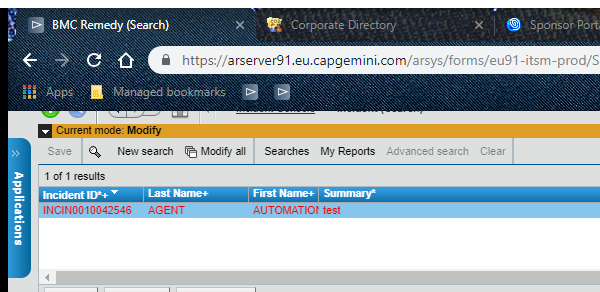 BMC Remedy (Search)
Corporate Directory
Sponsor Port
https://arserver91.eu.capgemini.com/arsys/forms/eu91-itsm-prod/S
Apps
Managed bookmarks
Current mode: Modify
Save
New search
Modify all
Searches
My Reports
Advanced search
Clear
Applications
1 of 1 results
Incident ID*+ Last Name+ First Name+ Summary*
INCIN0010042546 AGENT AUTOMATION test